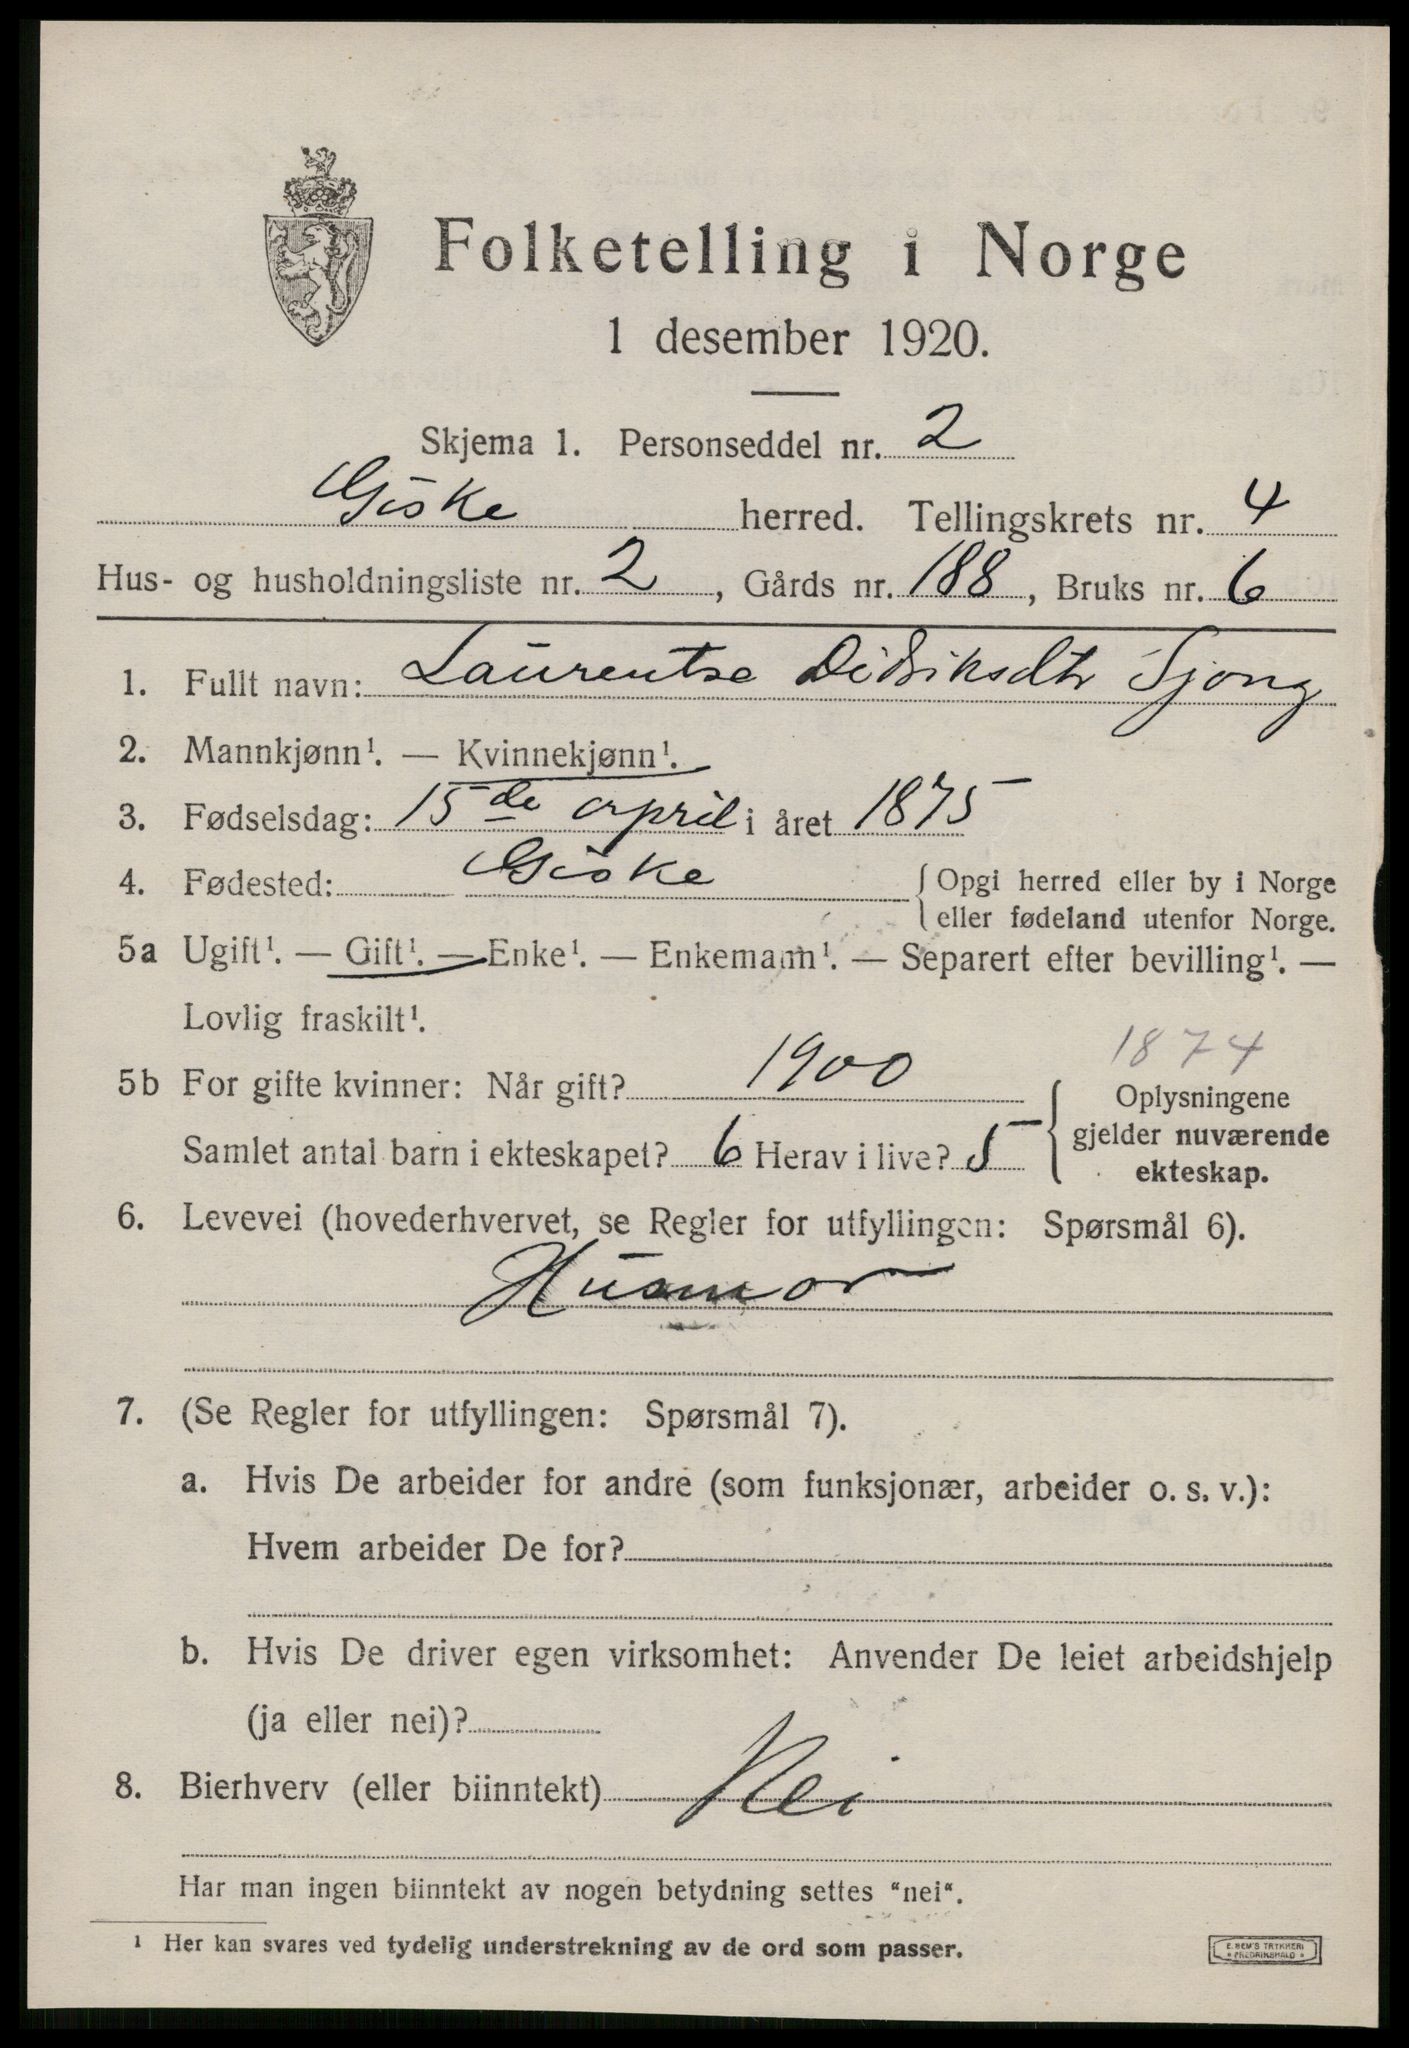 Folketelling i Norge
1 desember 1920.
Skjema 1. Personseddel nr. 2
Giske herred. Tellingskrets nr. 4
Hus- og husholdningsliste nr. 2, Gårds nr. 188, Bruks nr. 6
1. Fullt navn: Laurentse Didriksdtr Sjong
2. Mannkjønn¹. — Kvinnekjønn¹.
3. Fødselsdag: 15de april i året 1875
4. Fødested: Giske {Opgi herred eller by i Norge
eller fødeland utenfor Norge.
5a Ugift¹. — Gift¹. — Enke¹. — Enkemann¹. — Separert efter bevilling¹. —
Lovlig fraskilt¹.
1874
5b For gifte kvinner: Når gift? 1900 {Oplysningene
gjelder nuværende
Samlet antal barn i ekteskapet? 6 Herav i live? 5
ekteskap.
6. Levevei (hovederhvervet, se Regler for utfyllingen: Spørsmål 6).
Husmor
7. (Se Regler for utfyllingen: Spørsmål 7).
a. Hvis De arbeider for andre (som funksjonær, arbeider o. s. v.):
Hvem arbeider De for?
b. Hvis De driver egen virksomhet: Anvender De leiet arbeidshjelp
(ja eller nei)?
8. Bierhverv (eller biinntekt) Nei
Har man ingen biinntekt av nogen betydning settes "nei".
¹ Her kan svares ved tydelig understrekning av de ord som passer.
E. SEM'S TRYKKERI
* FREDRIKSHALD *